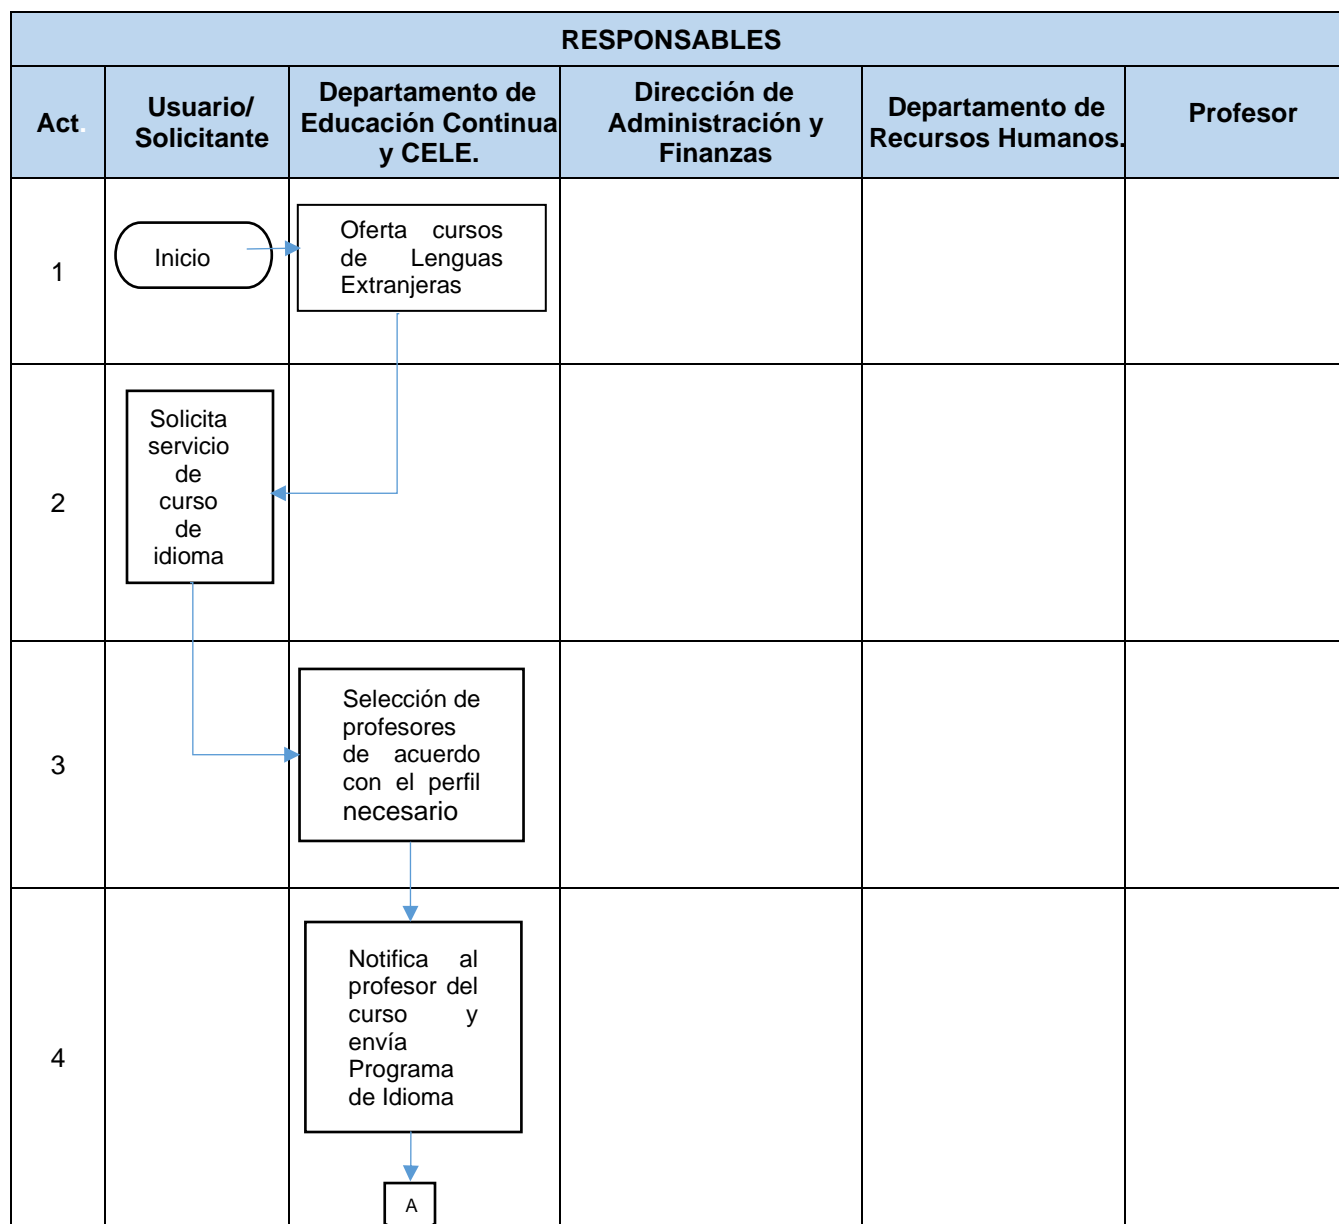 RESPONSABLES
Act.
Usuario/
Solicitante
Departamento de
Educación Continua
y CELE.
Dirección de
Administración y
Finanzas
Departamento de
Recursos Humanos.
Profesor
1
Inicio
Oferta cursos
de Lenguas
Extranjeras
2
Solicita
servicio
de
curso
de
idioma
3
Selección de
profesores
de acuerdo
con el perfil
necesario
4
Notifica al
profesor del
curso y
envía
Programa
de Idioma
A